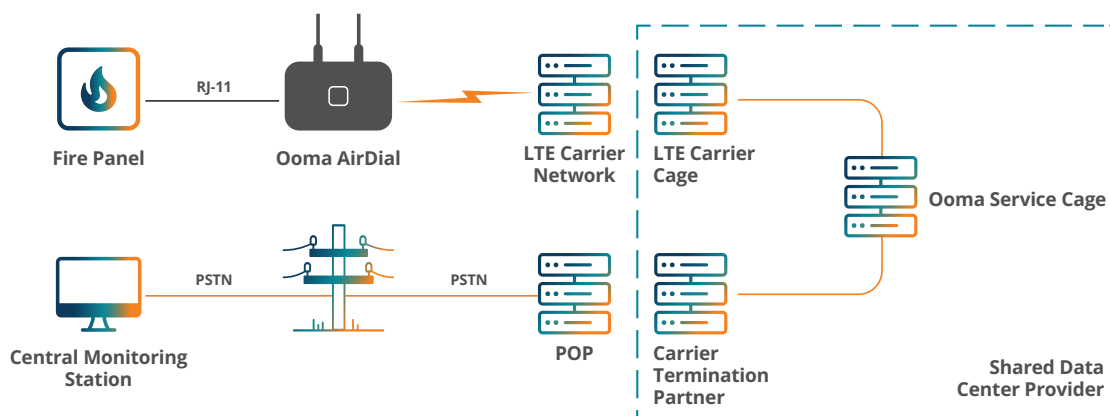 RJ-11
Fire Panel
Ooma AirDial
LTE Carrier
Network
LTE Carrier
Cage
Ooma Service Cage
PSTN
PSTN
Central Monitoring
Station
POP
Carrier
Termination
Partner
Shared Data
Center Provider